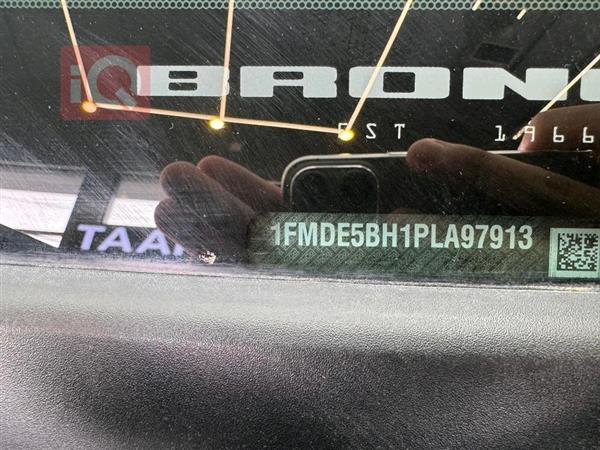 iQ
BRON
EST 1966
TAA
1FMDE5BH1PLA97913